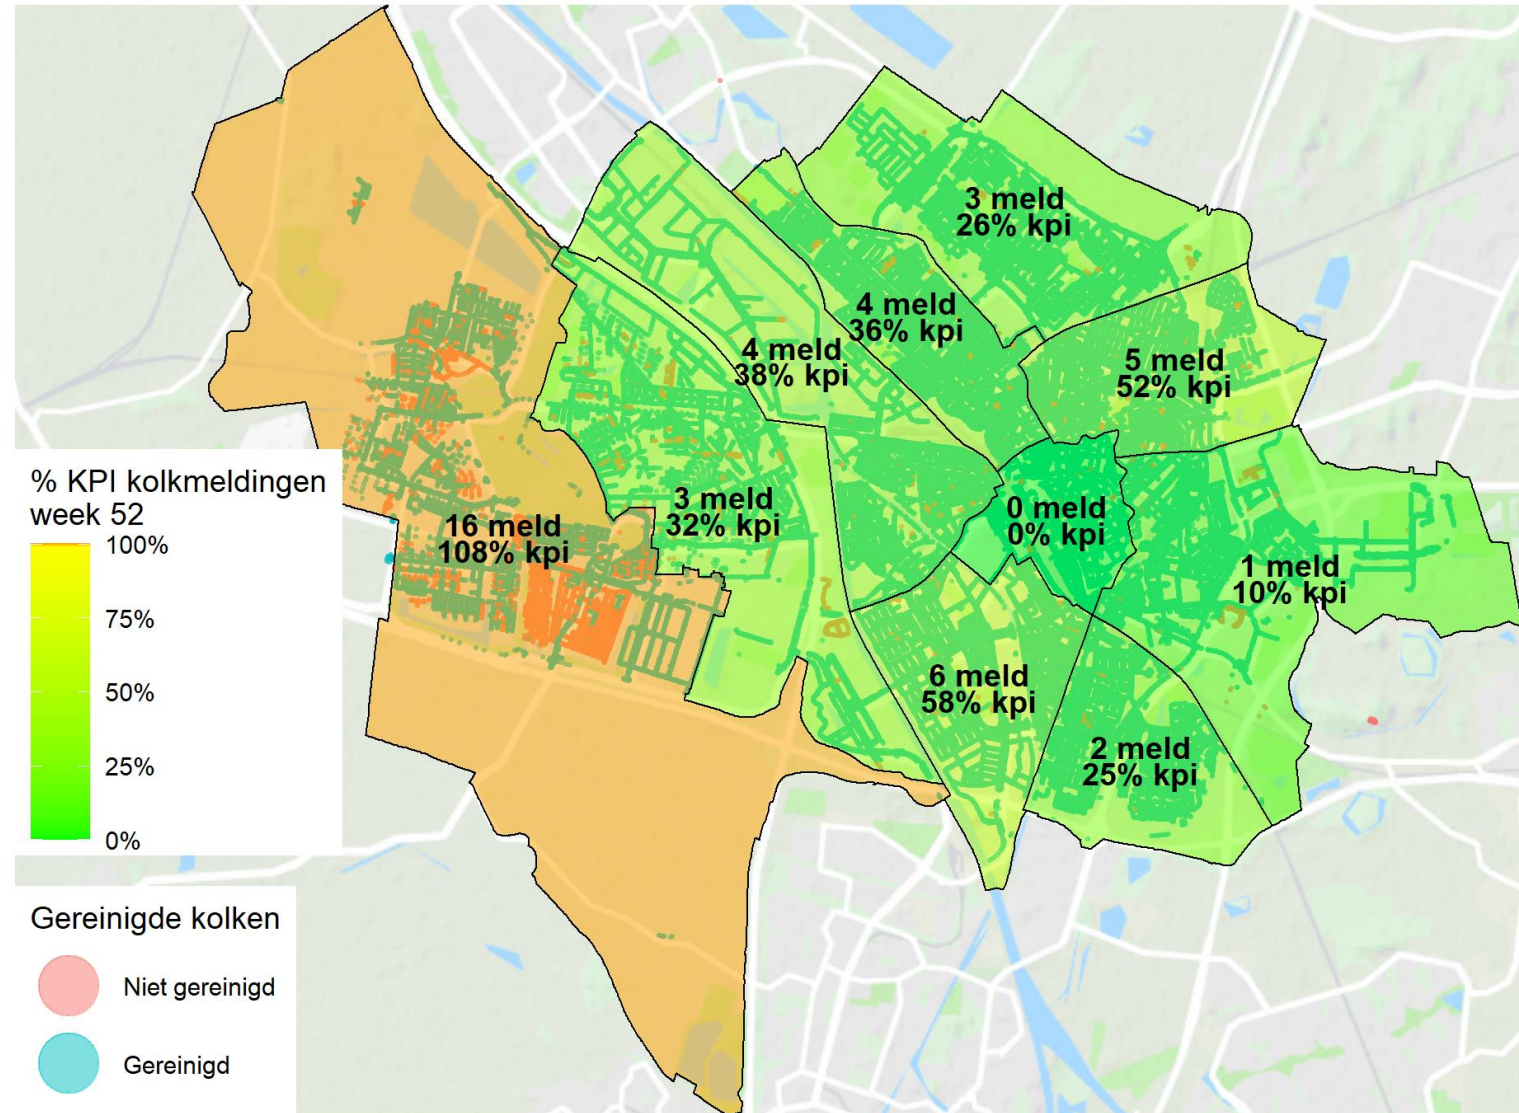 3 meld
26% kpi
4 meld
36% kpi
4 meld
38% kpi
5 meld
52% kpi
3 meld
32% kpi
0 meld
0% kpi
16 meld
108% kpi
1 meld
10% kpi
6 meld
58% kpi
2 meld
25% kpi
% KPI kolkmeldingen
week 52
100%
75%
50%
25%
0%
Gereinigde kolken
Niet gereinigd
Gereinigd